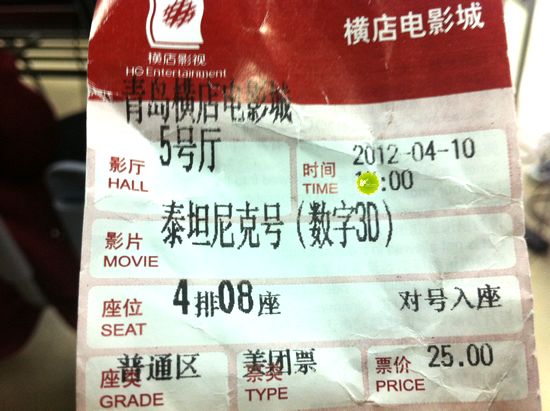 横店影视
HG Entertainment
横店电影城
青岛横店电影城
影厅
HALL
5号厅
时间
TIME
2012-04-10
:00
影片
MOVIE
泰坦尼克号(数字3D)
座位
SEAT
4排08座
对号入座
座类
GRADE
普通区
票类
TYPE
美团票
票价
PRICE
25.00